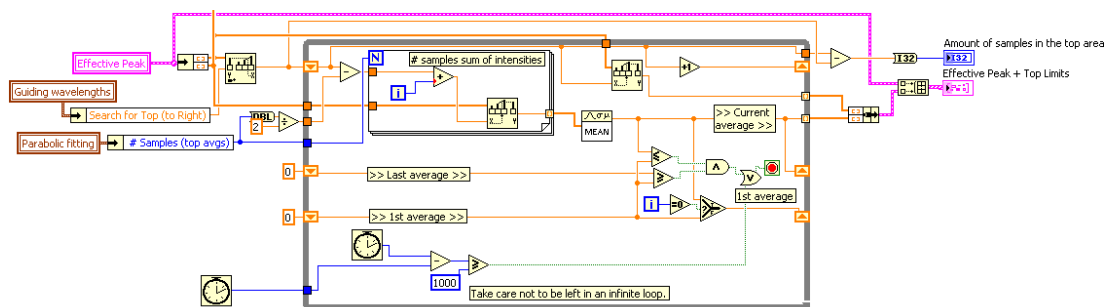 Effective Peak
Guiding wavelengths
Search for Top (to Right)
Parabolic fitting
# Samples (top avgs)
DBL
2
N
# samples sum of intensities
i
+1
I32
Amount of samples in the top area
I32
Effective Peak + Top Limits
MEAN
>> Current
average >>
0
>> Last average >>
1st average
0
>> 1st average >>
i
=0
?
1000
Take care not to be left in an infinite loop.